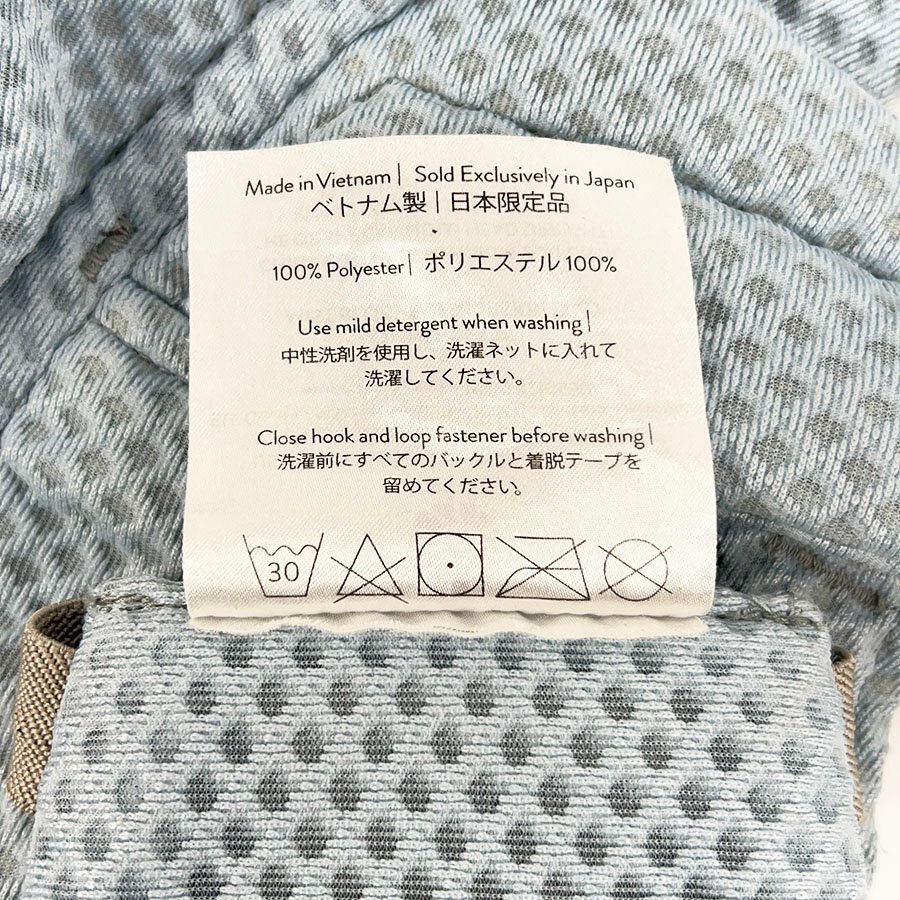 Made in Vietnam | Sold Exclusively in Japan
ベトナム製 | 日本限定品
100% Polyester | ポリエステル 100%
Use mild detergent when washing |
中性洗剤を使用し、洗濯ネットに入れて
洗濯してください。
Close hook and loop fastener before washing |
洗濯前にすべてのバックルと着脱テープを
留めてください。
30